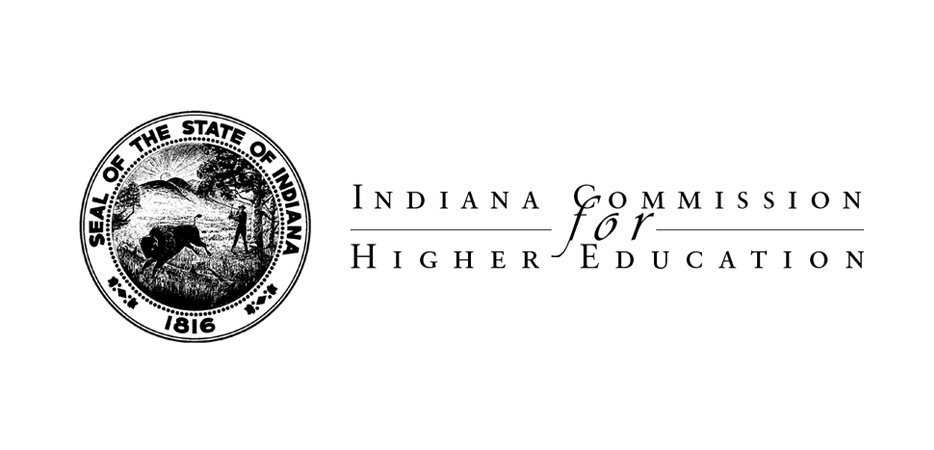 SEAL OF THE STATE OF INDIANA
1816
INDIANA COMMISSION
for
HIGHER EDUCATION